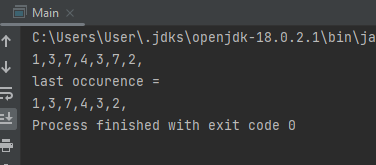 Main
C:\Users\User\.jdks\openjdk-18.0.2.1\bin\ja
1,3,7,4,3,7,2,
last occurence =
1,3,7,4,3,2,
Process finished with exit code 0